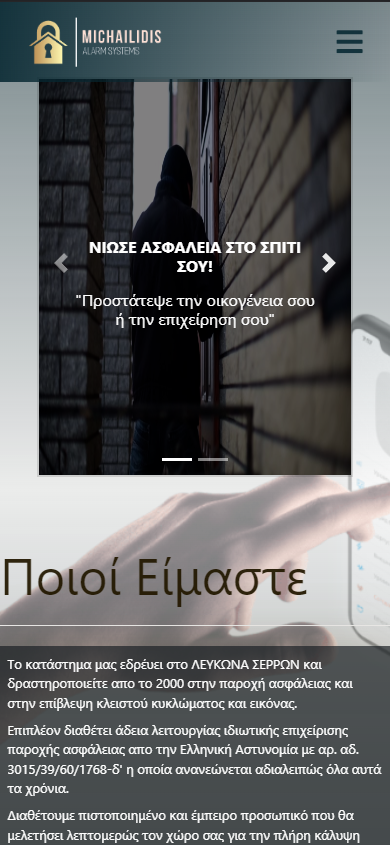 MICHAILIDIS
ALARM SYSTEMS
ΝΙΩΣΕ ΑΣΦΑΛΕΙΑ ΣΤΟ ΣΠΙΤΙ
ΣΟΥ!
"Προστάτεψε την οικογένεια σου
ή την επιχείρηση σου"
Ποιοί Είμαστε
Το κατάστημα μας εδρέυει στο ΛΕΥΚΩΝΑ ΣΕΡΡΩΝ και
δραστηροποιείτε απο το 2000 στην παροχή ασφάλειας και
στην επίβλεψη κλειστού κυκλώματος και εικόνας.
Επιπλέον διαθέτει άδεια λειτουργίας ιδιωτικής επιχείρισης
παροχής ασφάλειας απο την Ελληνική Αστυνομία με αρ. αδ.
3015/39/60/1768-δ' η οποία ανανεώνεται αδιαλειπώς όλα αυτά
τα χρόνια.
Διαθέτουμε πιστοποιημένο και έμπειρο προσωπικό που θα
μελετήσει λεπτομερώς τον χώρο σας για την πλήρη κάλυψη